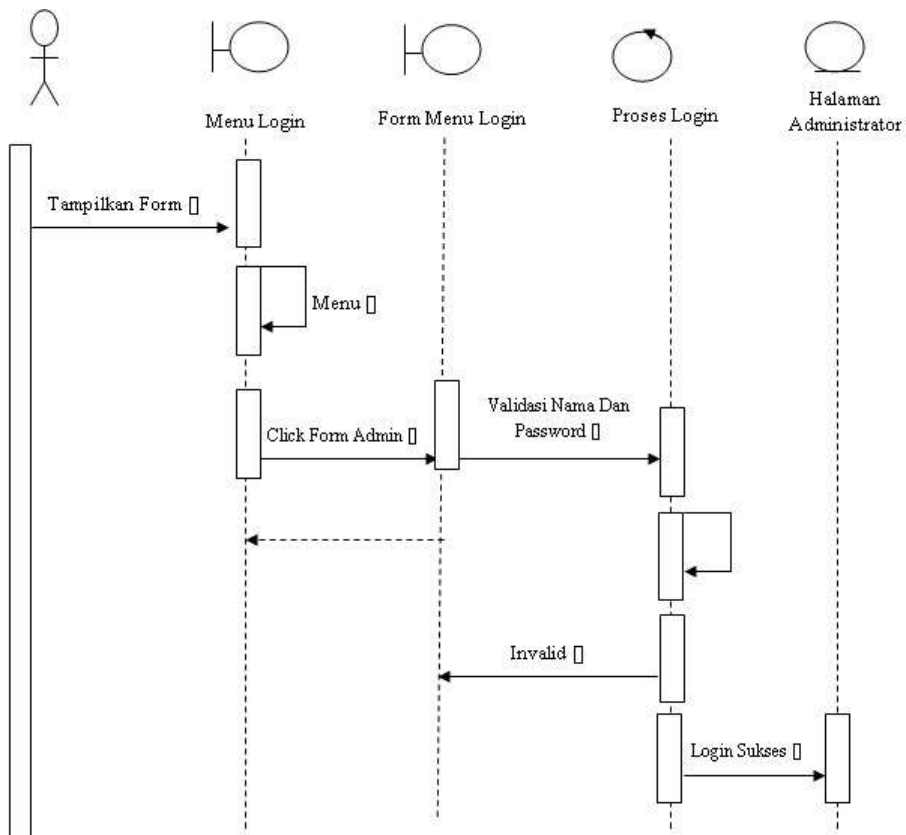 Menu Login
Form Menu Login
Proses Login
Halaman
Administrator
Tampilkan Form []
Menu []
Click Form Admin []
Validasi Nama Dan
Password []
Invalid []
Login Sukses []